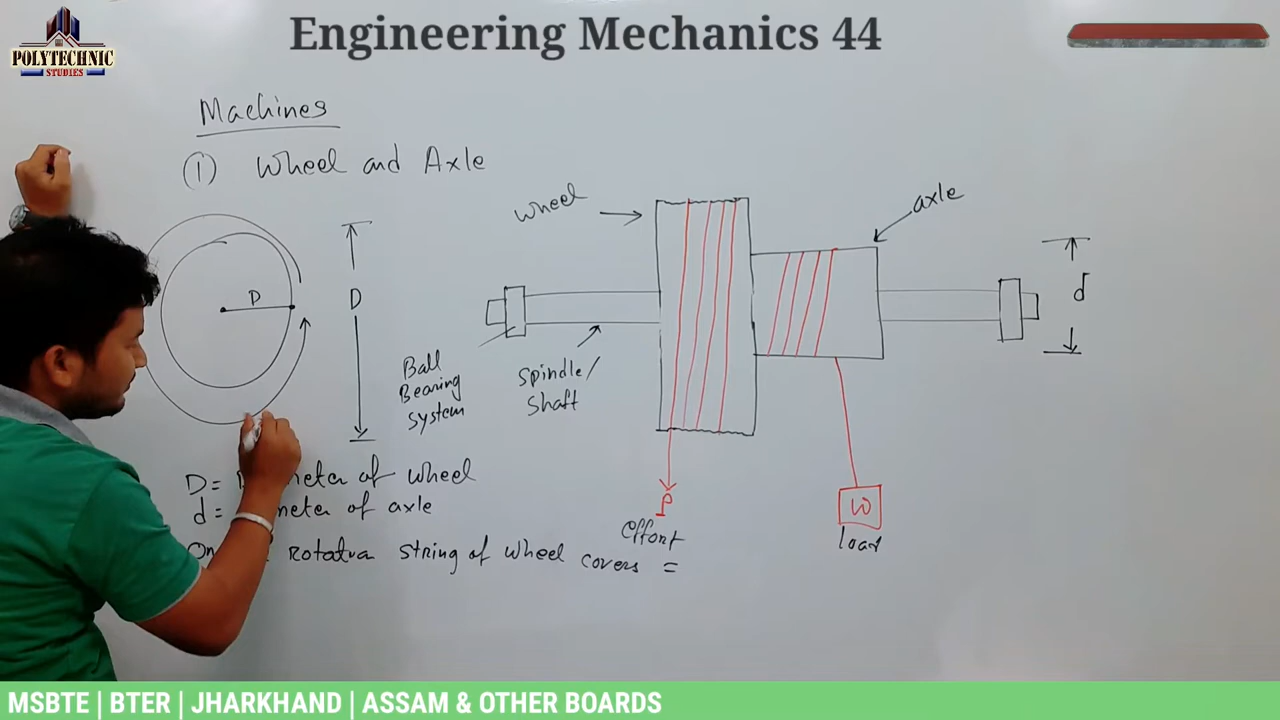 Engineering Mechanics 44
POLYTECHNIC
STUDIES
Machines
(1) Wheel and Axle
wheel
axle
D
D
d
Ball
Bearing
System
Spindle/
Shaft
P
effort
W
load
D = meter of wheel
d = meter of axle
rotation string of wheel covers =
MSBTE | BTER | JHARKHAND | ASSAM & OTHER BOARDS